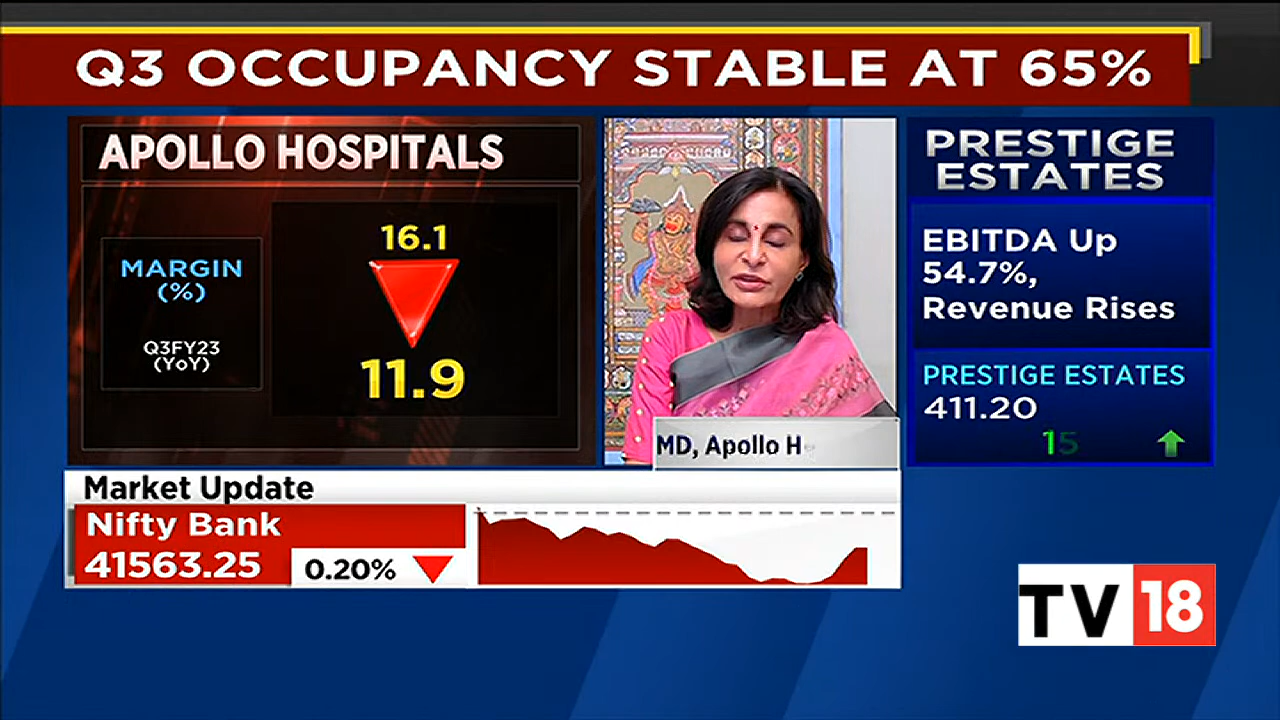 Q3 OCCUPANCY STABLE AT 65%
APOLLO HOSPITALS
MARGIN
(%)
Q3FY23
(YoY)
16.1
11.9
MD, Apollo H
PRESTIGE
ESTATES
EBITDA Up
54.7%,
Revenue Rises
PRESTIGE ESTATES
411.20
15
Market Update
Nifty Bank
41563.25
0.20%
TV18